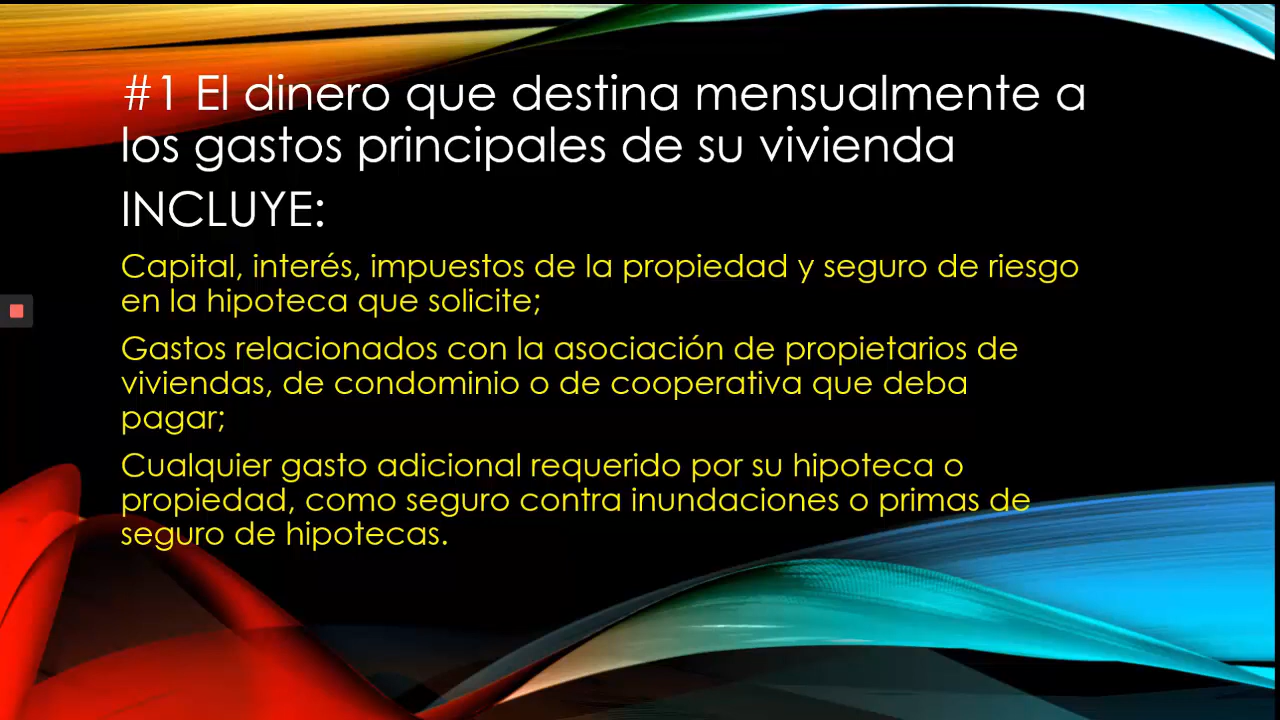 #1 El dinero que destina mensualmente a
los gastos principales de su vivienda
INCLUYE:
Capital, interés, impuestos de la propiedad y seguro de riesgo
en la hipoteca que solicite;
Gastos relacionados con la asociación de propietarios de
viviendas, de condominio o de cooperativa que deba
pagar;
Cualquier gasto adicional requerido por su hipoteca o
propiedad, como seguro contra inundaciones o primas de
seguro de hipotecas.